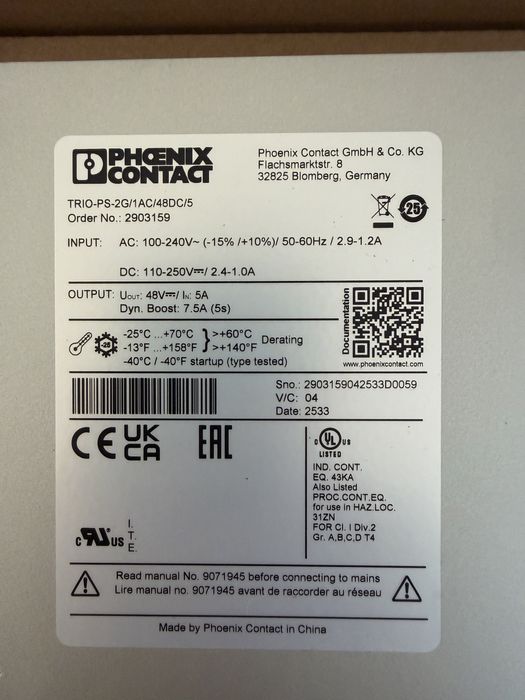 PHŒNIX
CONTACT
Phoenix Contact GmbH & Co. KG
Flachsmarktstr. 8
32825 Blomberg, Germany
TRIO-PS-2G/1AC/48DC/5
Order No.: 2903159
25
INPUT: AC: 100-240V~ (-15% /+10%)/ 50-60Hz / 2.9-1.2A
DC: 110-250V⎓/ 2.4-1.0A
OUTPUT: UOUT: 48V⎓/ IN: 5A
Dyn. Boost: 7.5A (5s)
Documentation
www.phoenixcontact.com
-25
-25°C ...+70°C }>+60°C Derating
-13°F ...+158°F }>+140°F
-40°C / -40°F startup (type tested)
Sno.: 2903159042533D0059
V/C: 04
Date: 2533
CE UK CA EAC
c UL us
LISTED
IND. CONT.
EQ. 43KA
Also Listed
PROC.CONT.EQ.
for use in HAZ.LOC.
31ZN
FOR Cl. I Div.2
Gr. A,B,C,D T4
c RU us I.T.E.
Read manual No. 9071945 before connecting to mains
Lire manual no. 9071945 avant de raccorder au réseau
Made by Phoenix Contact in China